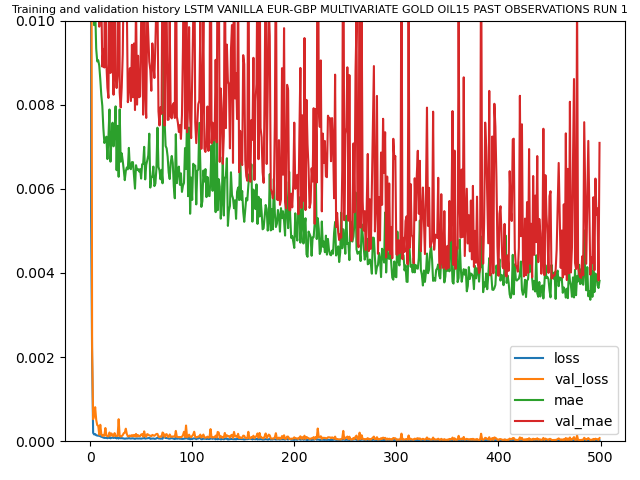 Training and validation history LSTM VANILLA EUR-GBP MULTIVARIATE GOLD OIL15 PAST OBSERVATIONS RUN 1
0.010
0.008
0.006
0.004
0.002
0.000
0 100 200 300 400 500
loss
val_loss
mae
val_mae